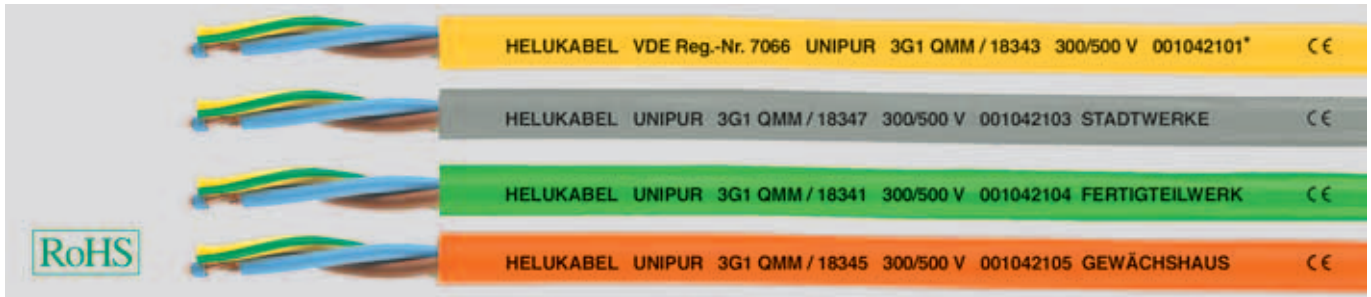 HELUKABEL VDE Reg.-Nr. 7066 UNIPUR 3G1 QMM / 18343 300/500 V 001042101* CE
HELUKABEL UNIPUR 3G1 QMM / 18347 300/500 V 001042103 STADTWERKE CE
HELUKABEL UNIPUR 3G1 QMM / 18341 300/500 V 001042104 FERTIGTEILWERK CE
RoHS
HELUKABEL UNIPUR 3G1 QMM / 18345 300/500 V 001042105 GEWÄCHSHAUS CE